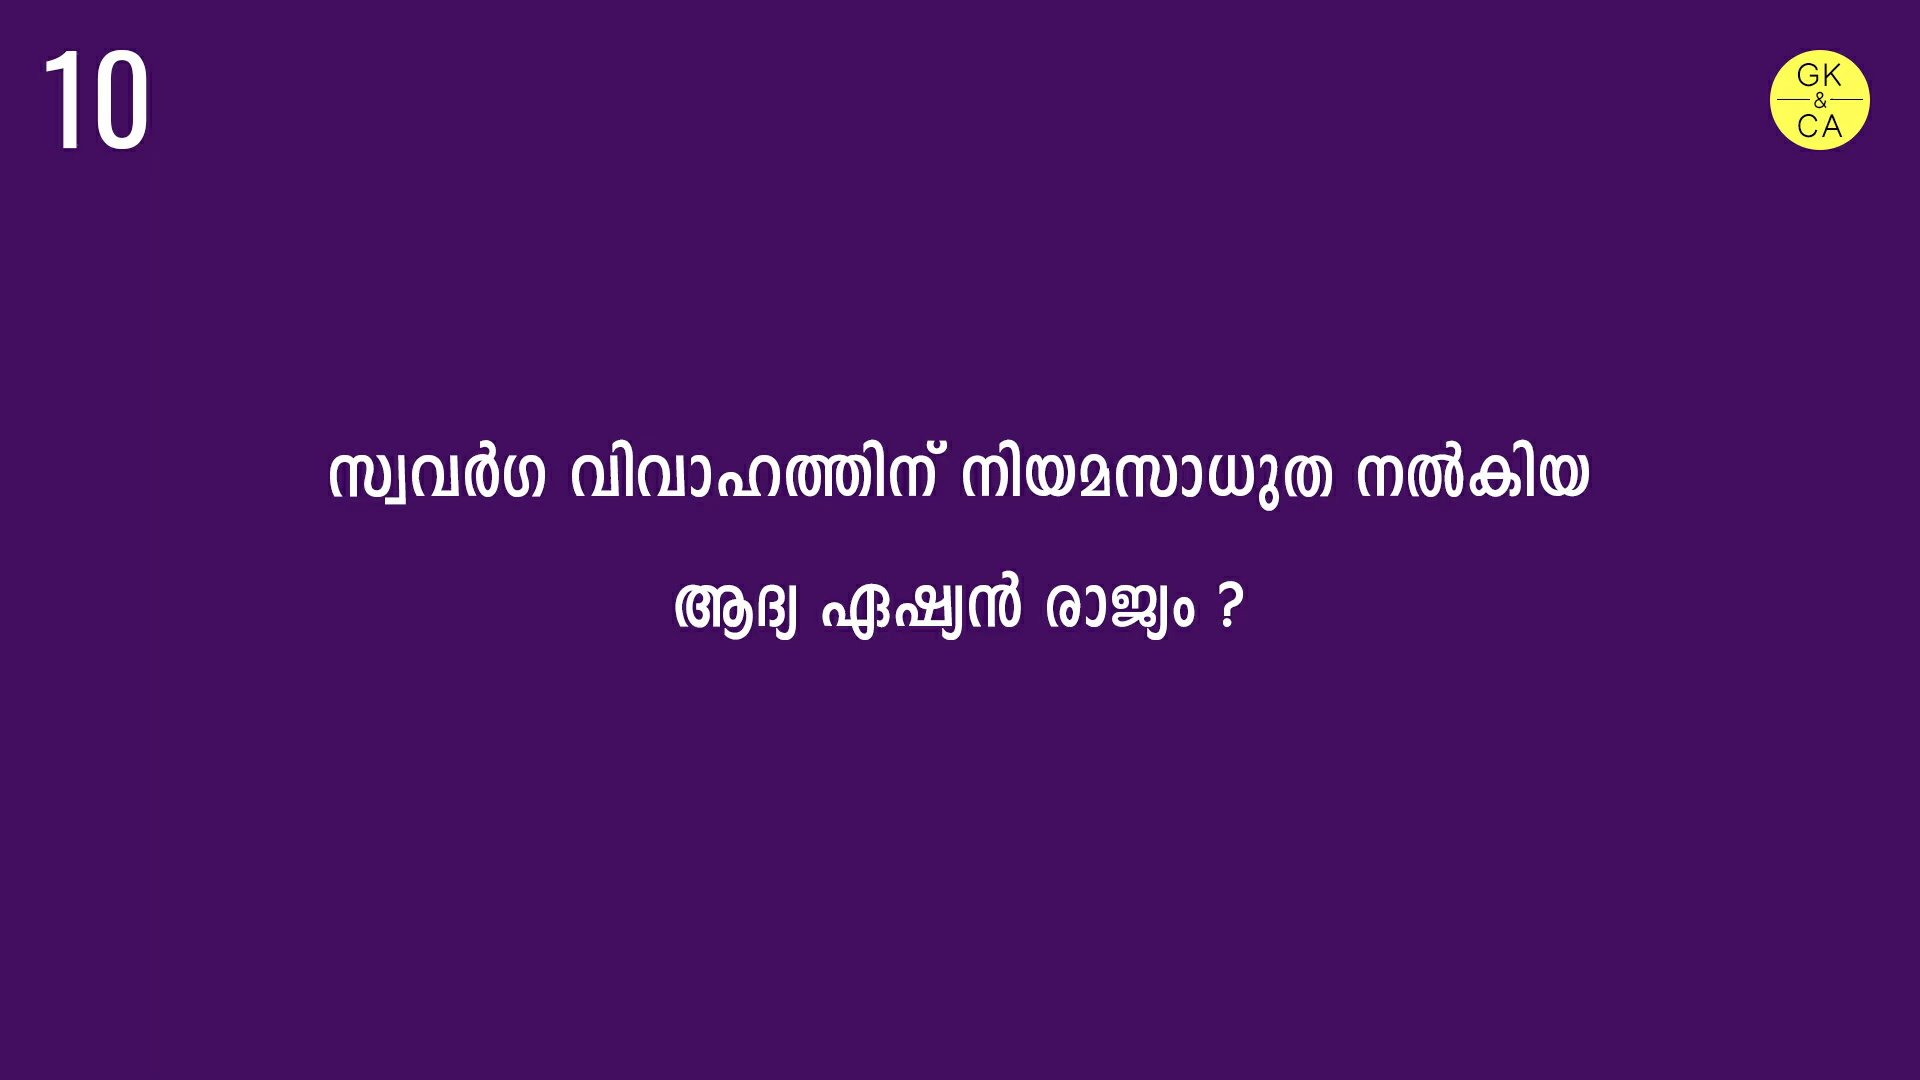 10
GK
&
CA
സ്വവർഗ വിവാഹത്തിന് നിയമസാധുത നൽകിയ
ആദ്യ ഏഷ്യൻ രാജ്യം ?